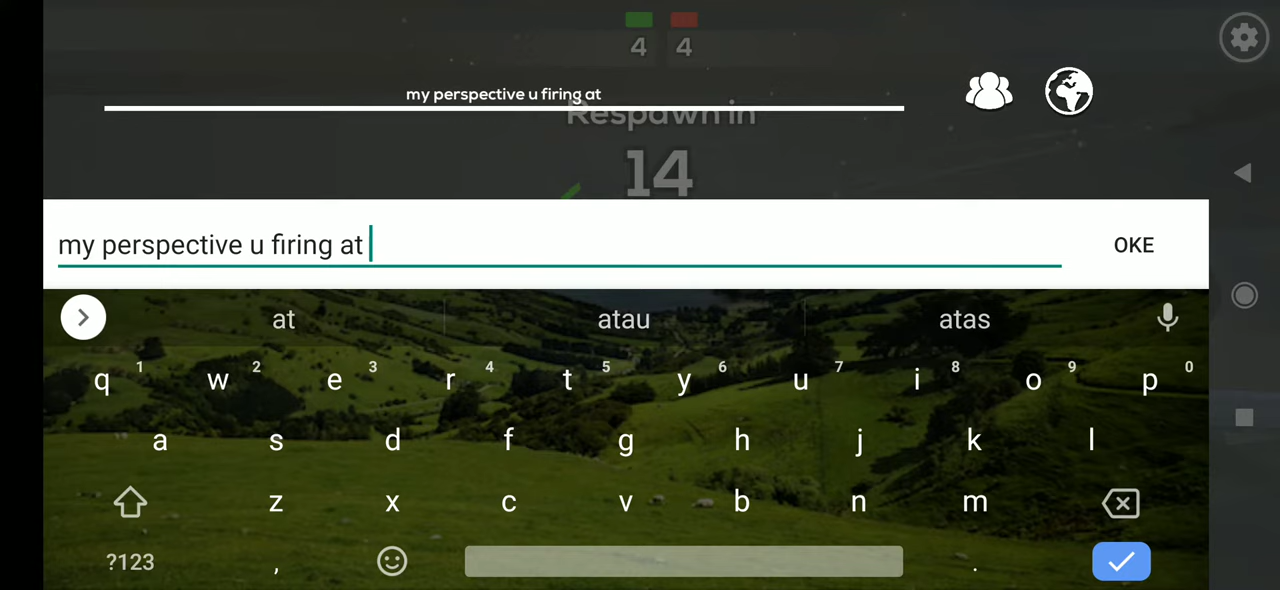 4 4
my perspective u firing at
Respawn in
14
my perspective u firing at
OKE
at atau atas
1 2 3 4 5 6 7 8 9 0
q w e r t y u i o p
a s d f g h j k l
z x c v b n m
?123 , .